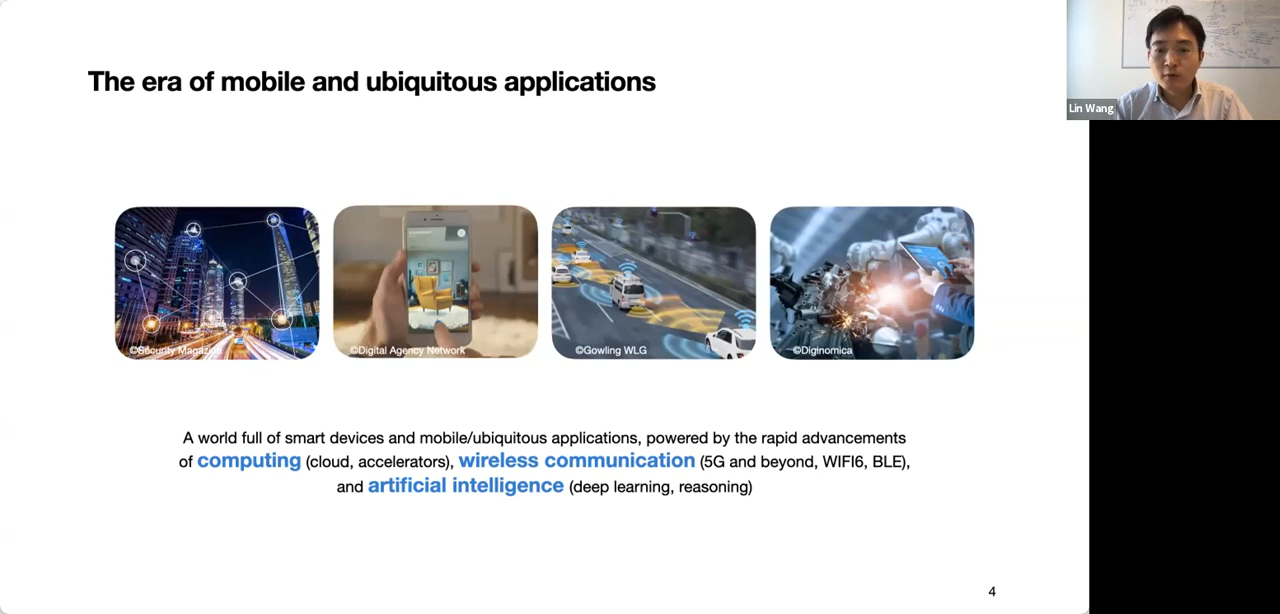 The era of mobile and ubiquitous applications
Lin Wang
©Security Magazine
©Digital Agency Network
©Gowling WLG
©Diginomica
A world full of smart devices and mobile/ubiquitous applications, powered by the rapid advancements
of computing (cloud, accelerators), wireless communication (5G and beyond, WIFI6, BLE),
and artificial intelligence (deep learning, reasoning)
4